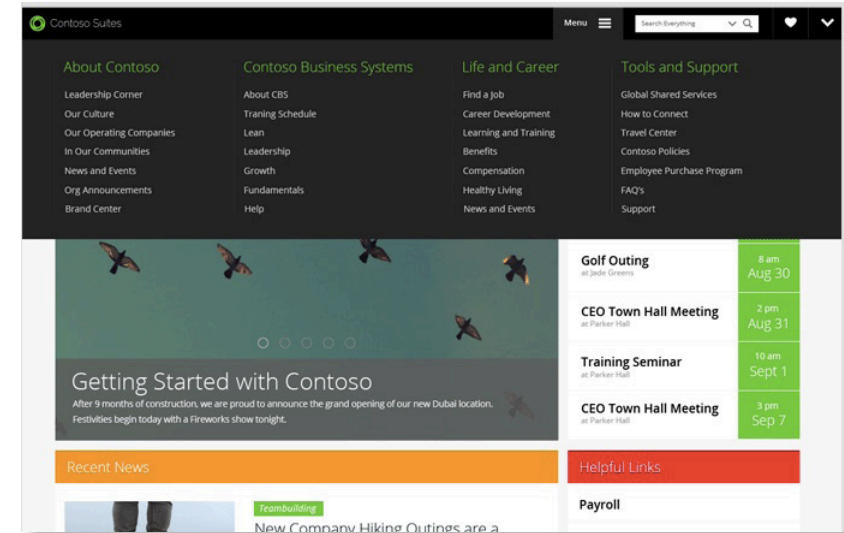 Contoso Suites
Menu
Search Everything
About Contoso
Leadership Corner
Our Culture
Our Operating Companies
In Our Communities
News and Events
Org Announcements
Brand Center
Contoso Business Systems
About CBS
Traning Schedule
Lean
Leadership
Growth
Fundamentals
Help
Life and Career
Find a Job
Career Development
Learning and Training
Benefits
Compensation
Healthy Living
News and Events
Tools and Support
Global Shared Services
How to Connect
Travel Center
Contoso Policies
Employee Purchase Program
FAQ's
Support
Getting Started with Contoso
After 9 months of construction, we are proud to announce the grand opening of our new Dubai location.
Festivities begin today with a Fireworks show tonight.
Golf Outing
at Jade Greens
8 am
Aug 30
CEO Town Hall Meeting
at Parker Hall
2 pm
Aug 31
Training Seminar
at Parker Hall
10 am
Sept 1
CEO Town Hall Meeting
at Parker Hall
3 pm
Sep 7
Recent News
Teambuilding
New Company Hiking Outings are a
Helpful Links
Payroll